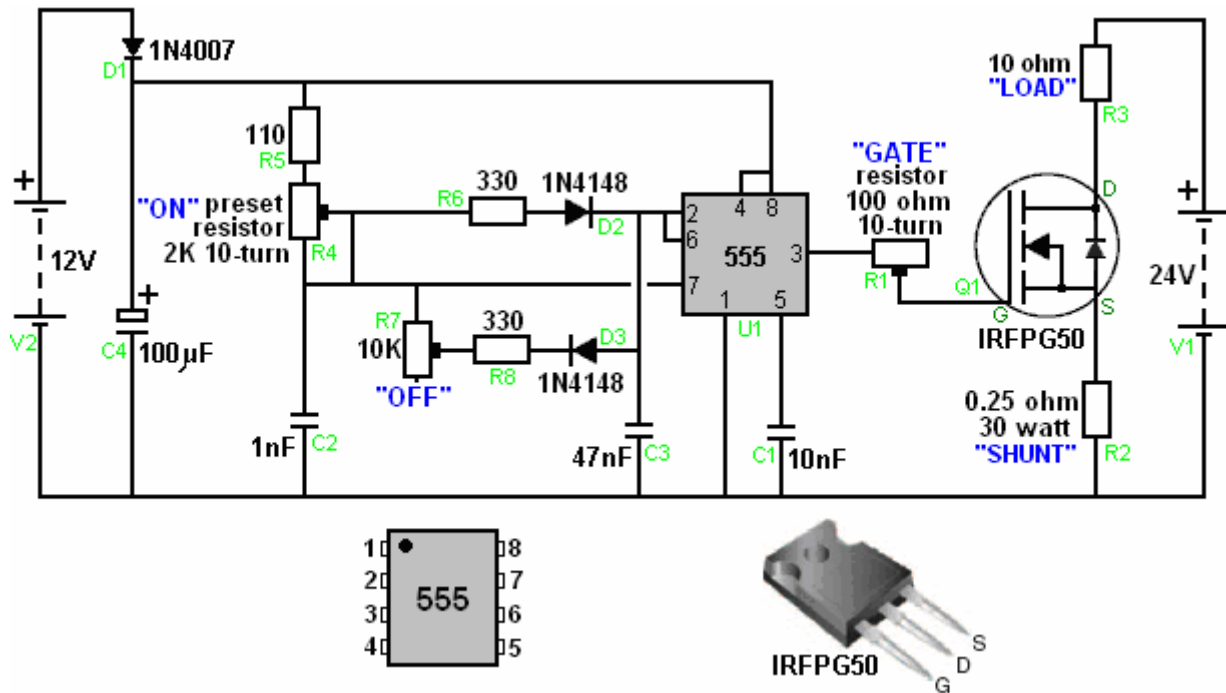 1N4007
D1
+
12V
V2
+
C4
100µF
110
R5
"ON" preset
resistor
2K 10-turn
R4
R6
330
1N4148
D2
R7
10K
"OFF"
330
R8
1N4148
D3
1nF
C2
47nF
C3
C1
10nF
2
6
7
4
8
555
3
1
5
U1
"GATE"
resistor
100 ohm
10-turn
R1
10 ohm
"LOAD"
R3
D
Q1
G
S
IRFPG50
+
24V
V1
0.25 ohm
30 watt
"SHUNT"
R2
1
2
3
4
555
8
7
6
5
IRFPG50
S
D
G